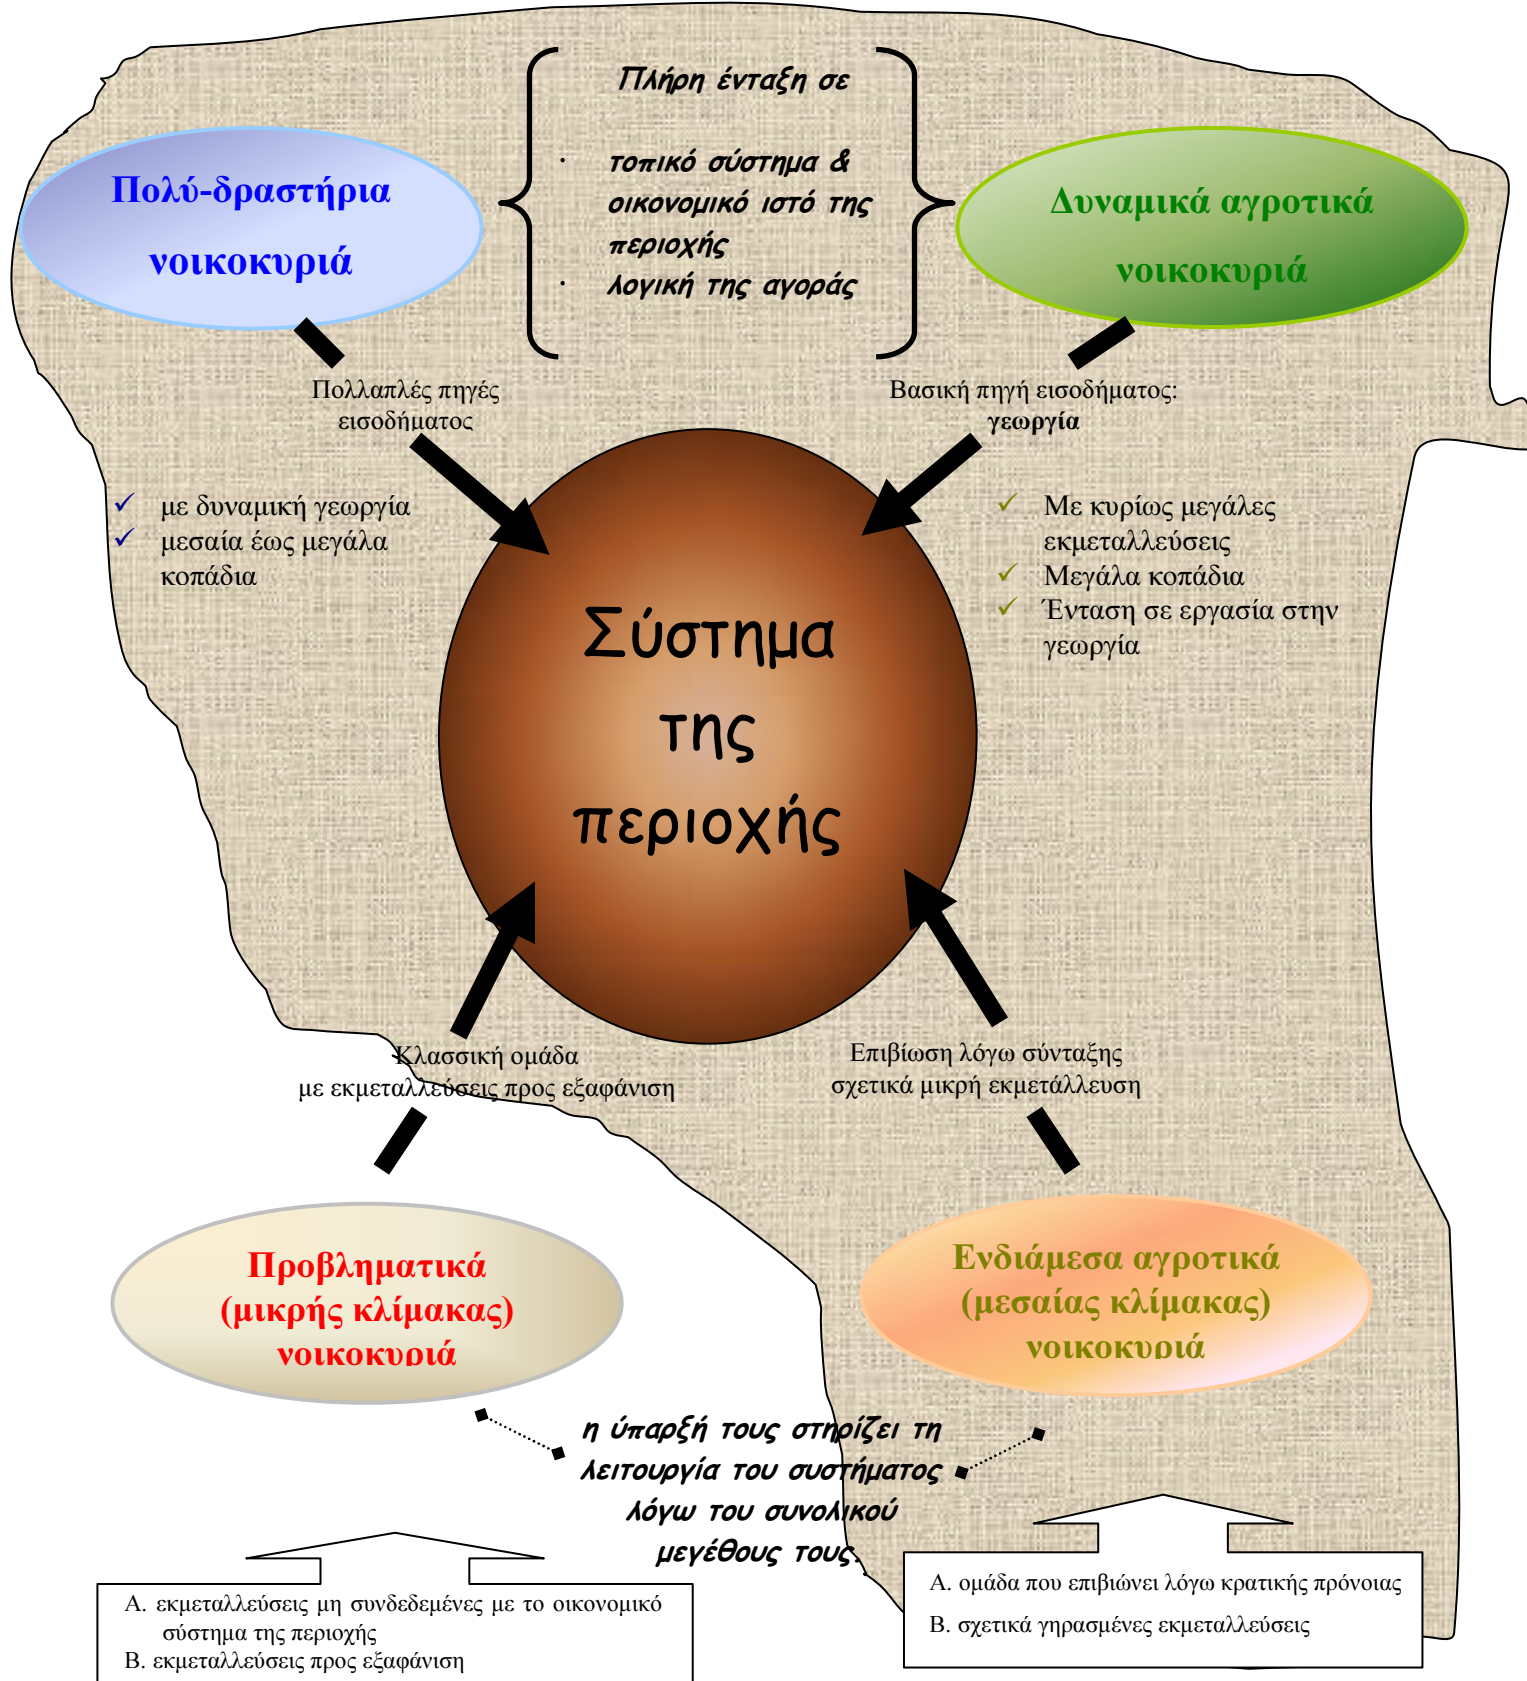 Πλήρη ένταξη σε
· τοπικό σύστημα &
οικονομικό ιστό της
περιοχής
· λογική της αγοράς
Πολύ-δραστήρια
νοικοκυριά
Δυναμικά αγροτικά
νοικοκυριά
Πολλαπλές πηγές
εισοδήματος
Βασική πηγή εισοδήματος:
γεωργία
✓ με δυναμική γεωργία
✓ μεσαία έως μεγάλα
κοπάδια
✓ Με κυρίως μεγάλες
εκμεταλλεύσεις
✓ Μεγάλα κοπάδια
✓ Ένταση σε εργασία στην
γεωργία
Σύστημα
της
περιοχής
Κλασσική ομάδα
με εκμεταλλεύσεις προς εξαφάνιση
Επιβίωση λόγω σύνταξης
σχετικά μικρή εκμετάλλευση
Προβληματικά
(μικρής κλίμακας)
νοικοκυριά
Ενδιάμεσα αγροτικά
(μεσαίας κλίμακας)
νοικοκυριά
η ύπαρξή τους στηρίζει τη
λειτουργία του συστήματος
λόγω του συνολικού
μεγέθους τους.
Α. εκμεταλλεύσεις μη συνδεδεμένες με το οικονομικό
σύστημα της περιοχής
Β. εκμεταλλεύσεις προς εξαφάνιση
Α. ομάδα που επιβιώνει λόγω κρατικής πρόνοιας
Β. σχετικά γηρασμένες εκμεταλλεύσεις